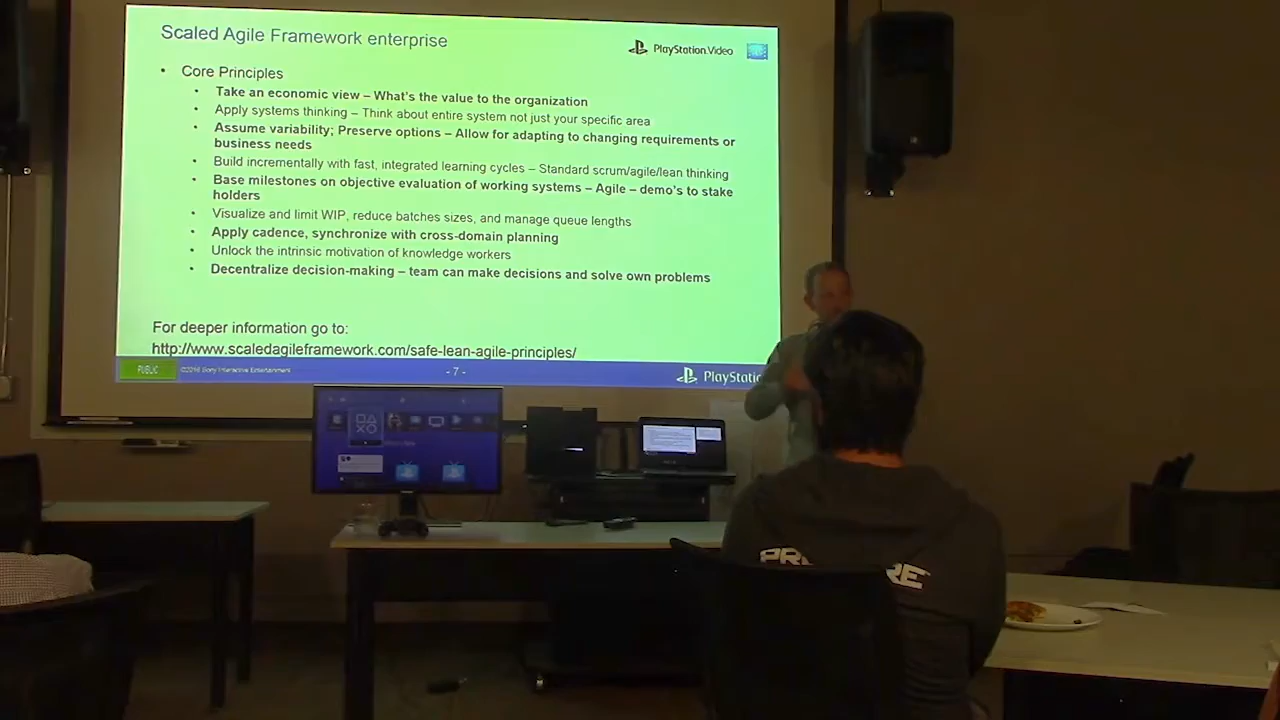 Scaled Agile Framework enterprise
PlayStation.Video
• Core Principles
• Take an economic view – What's the value to the organization
• Apply systems thinking – Think about entire system not just your specific area
• Assume variability; Preserve options – Allow for adapting to changing requirements or
business needs
• Build incrementally with fast, integrated learning cycles – Standard scrum/agile/lean thinking
• Base milestones on objective evaluation of working systems – Agile – demo's to stake
holders
• Visualize and limit WIP, reduce batches sizes, and manage queue lengths
• Apply cadence, synchronize with cross-domain planning
• Unlock the intrinsic motivation of knowledge workers
• Decentralize decision-making – team can make decisions and solve own problems
For deeper information go to:
http://www.scaledagileframework.com/safe-lean-agile-principles/
PUBLIC
©2016 Sony Interactive Entertainment
- 7 -
PlayStatio